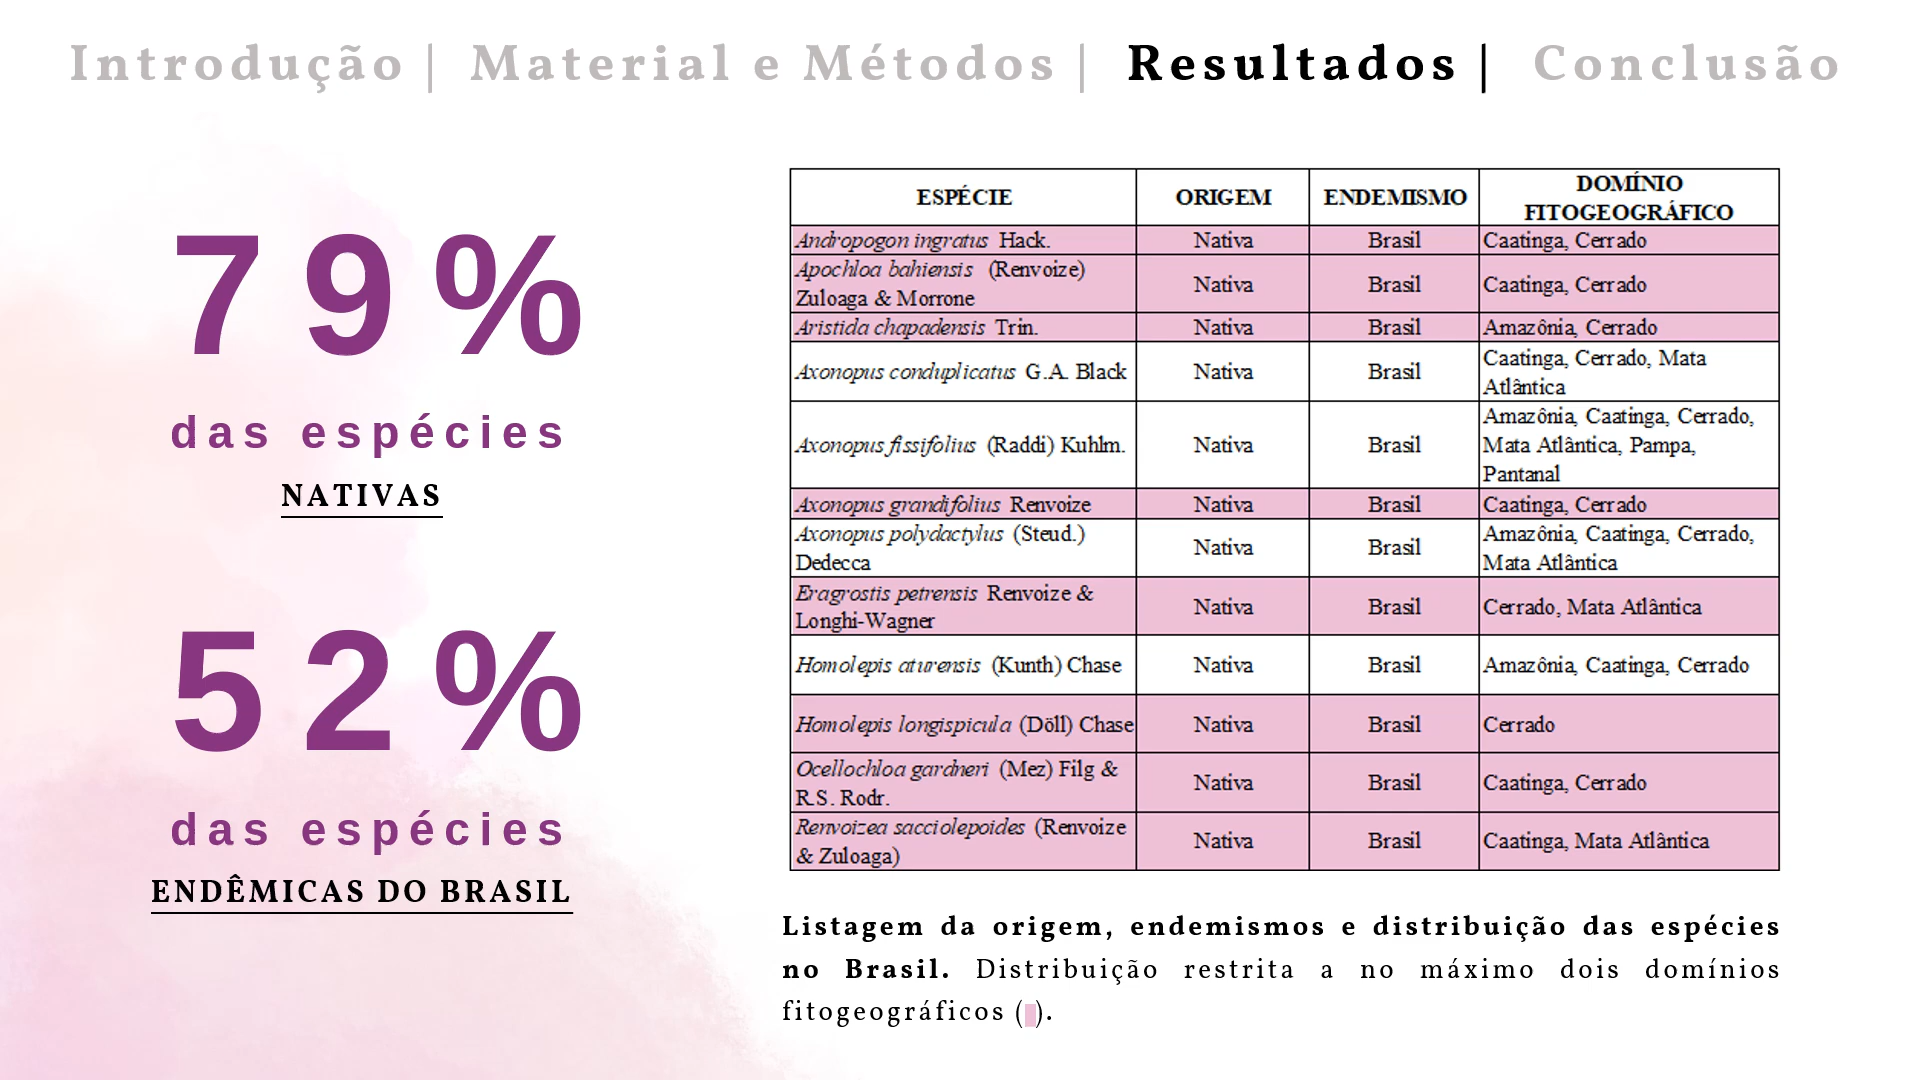 Introdução | Material e Métodos | Resultados | Conclusão
79%
das espécies
NATIVAS
52%
das espécies
ENDÊMICAS DO BRASIL
ESPÉCIE ORIGEM ENDEMISMO DOMÍNIO
FITOGEOGRÁFICO
Andropogon ingratus Hack. Nativa Brasil Caatinga, Cerrado
Apochloa bahiensis (Renvoize)
Zuloaga & Morrone Nativa Brasil Caatinga, Cerrado
Aristida chapadensis Trin. Nativa Brasil Amazônia, Cerrado
Axonopus conduplicatus G.A. Black Nativa Brasil Caatinga, Cerrado, Mata
Atlântica
Axonopus fissifolius (Raddi) Kuhlm. Nativa Brasil Amazônia, Caatinga, Cerrado,
Mata Atlântica, Pampa,
Pantanal
Axonopus grandifolius Renvoize Nativa Brasil Caatinga, Cerrado
Axonopus polydactylus (Steud.)
Dedecca Nativa Brasil Amazônia, Caatinga, Cerrado,
Mata Atlântica
Eragrostis petrensis Renvoize &
Longhi-Wagner Nativa Brasil Cerrado, Mata Atlântica
Homolepis aturensis (Kunth) Chase Nativa Brasil Amazônia, Caatinga, Cerrado
Homolepis longispicula (Döll) Chase Nativa Brasil Cerrado
Ocellochloa gardneri (Mez) Filg &
R.S. Rodr. Nativa Brasil Caatinga, Cerrado
Renvoizea sacciolepoides (Renvoize
& Zuloaga) Nativa Brasil Caatinga, Mata Atlântica
Listagem da origem, endemismos e distribuição das espécies
no Brasil. Distribuição restrita a no máximo dois domínios
fitogeográficos ( ).